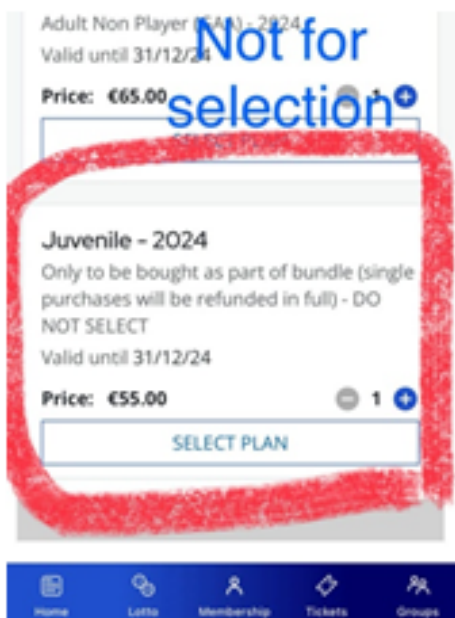 Adult Non Player (GAA) - 2024
Not for
Valid until 31/12/24
selection
Price: €65.00
1
Juvenile - 2024
Only to be bought as part of bundle (single
purchases will be refunded in full) - DO
NOT SELECT
Valid until 31/12/24
Price: €55.00
1
SELECT PLAN
Home
Lotto
Membership
Tickets
Groups